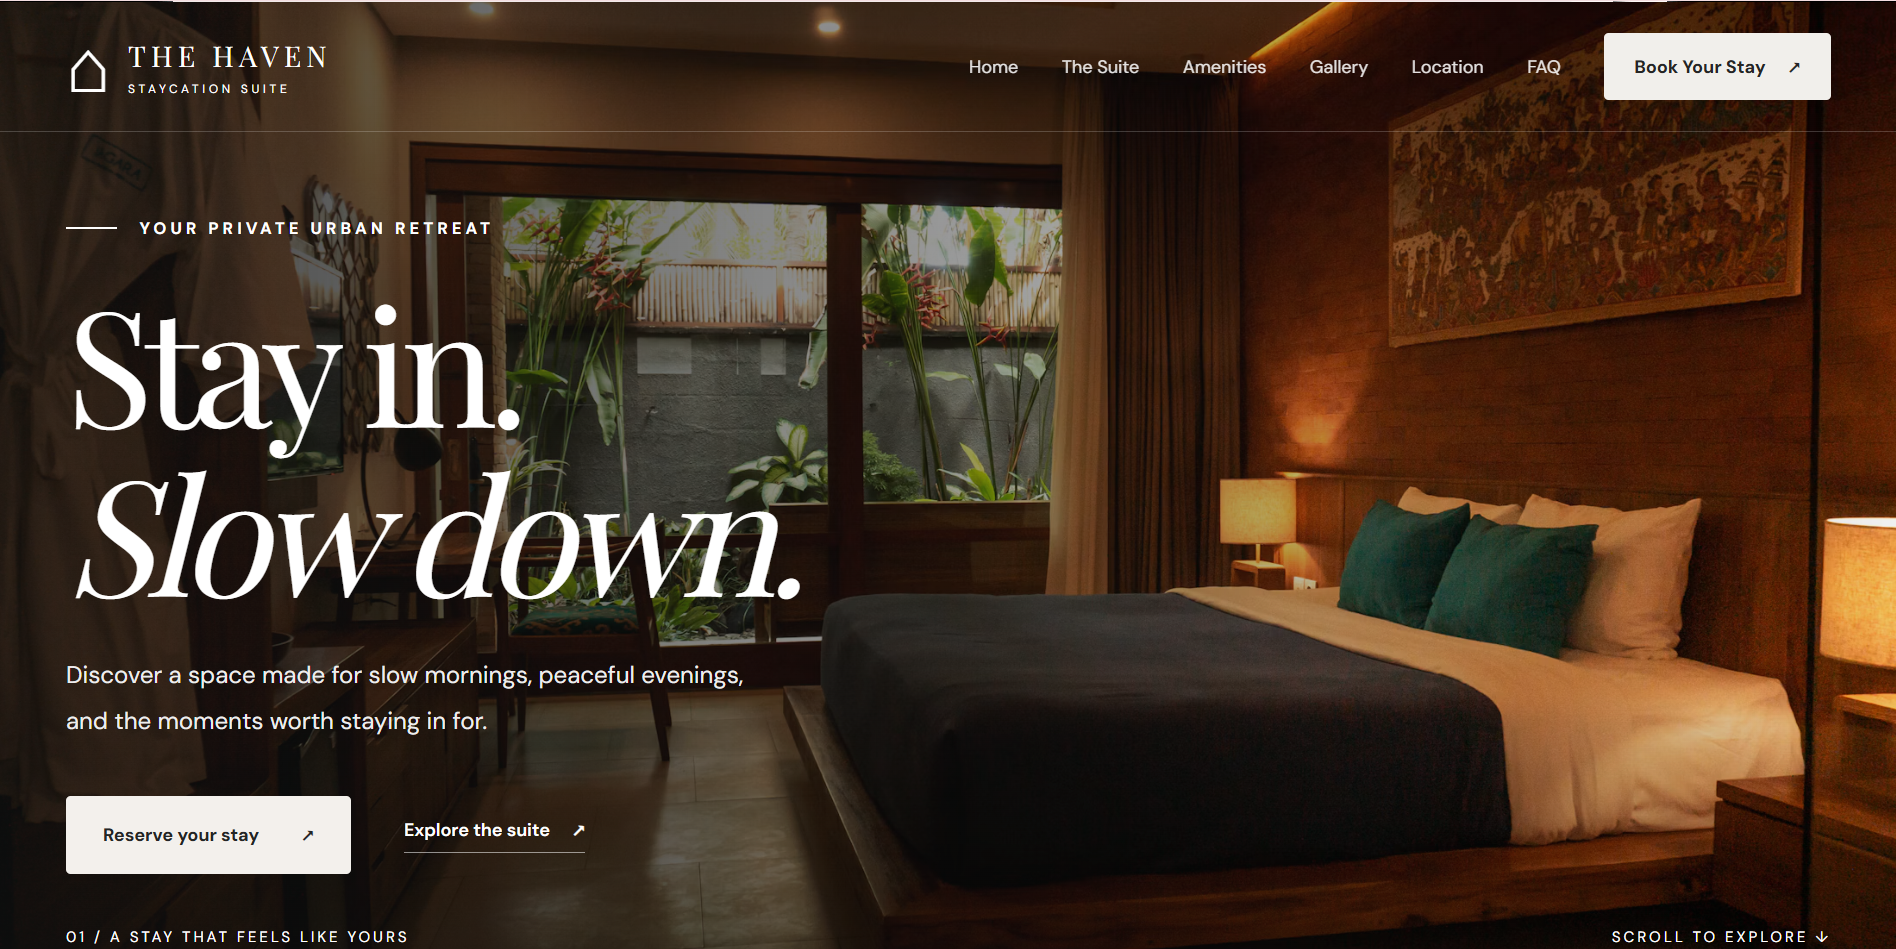 THE HAVEN
STAYCATION SUITE
Home
The Suite
Amenities
Gallery
Location
FAQ
Book Your Stay ↗
YOUR PRIVATE URBAN RETREAT
Stay in.
Slow down.
Discover a space made for slow mornings, peaceful evenings,
and the moments worth staying in for.
Reserve your stay ↗
Explore the suite ↗
01 / A STAY THAT FEELS LIKE YOURS
SCROLL TO EXPLORE ↓